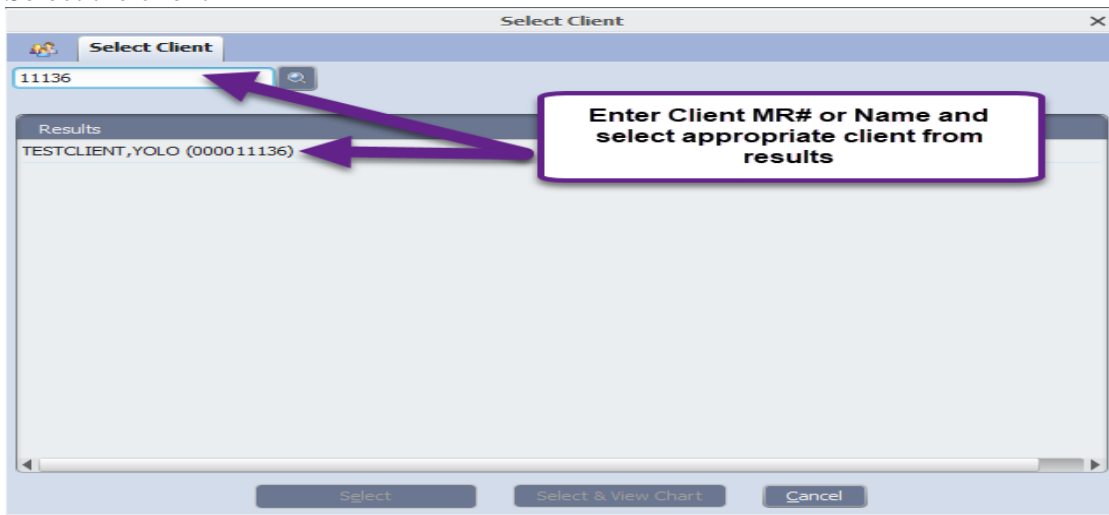 Select Client
Select Client
11136
Enter Client MR# or Name and
select appropriate client from
results
Results
TESTCLIENT,YOLO (000011136)
Select
Select & View Chart
Cancel